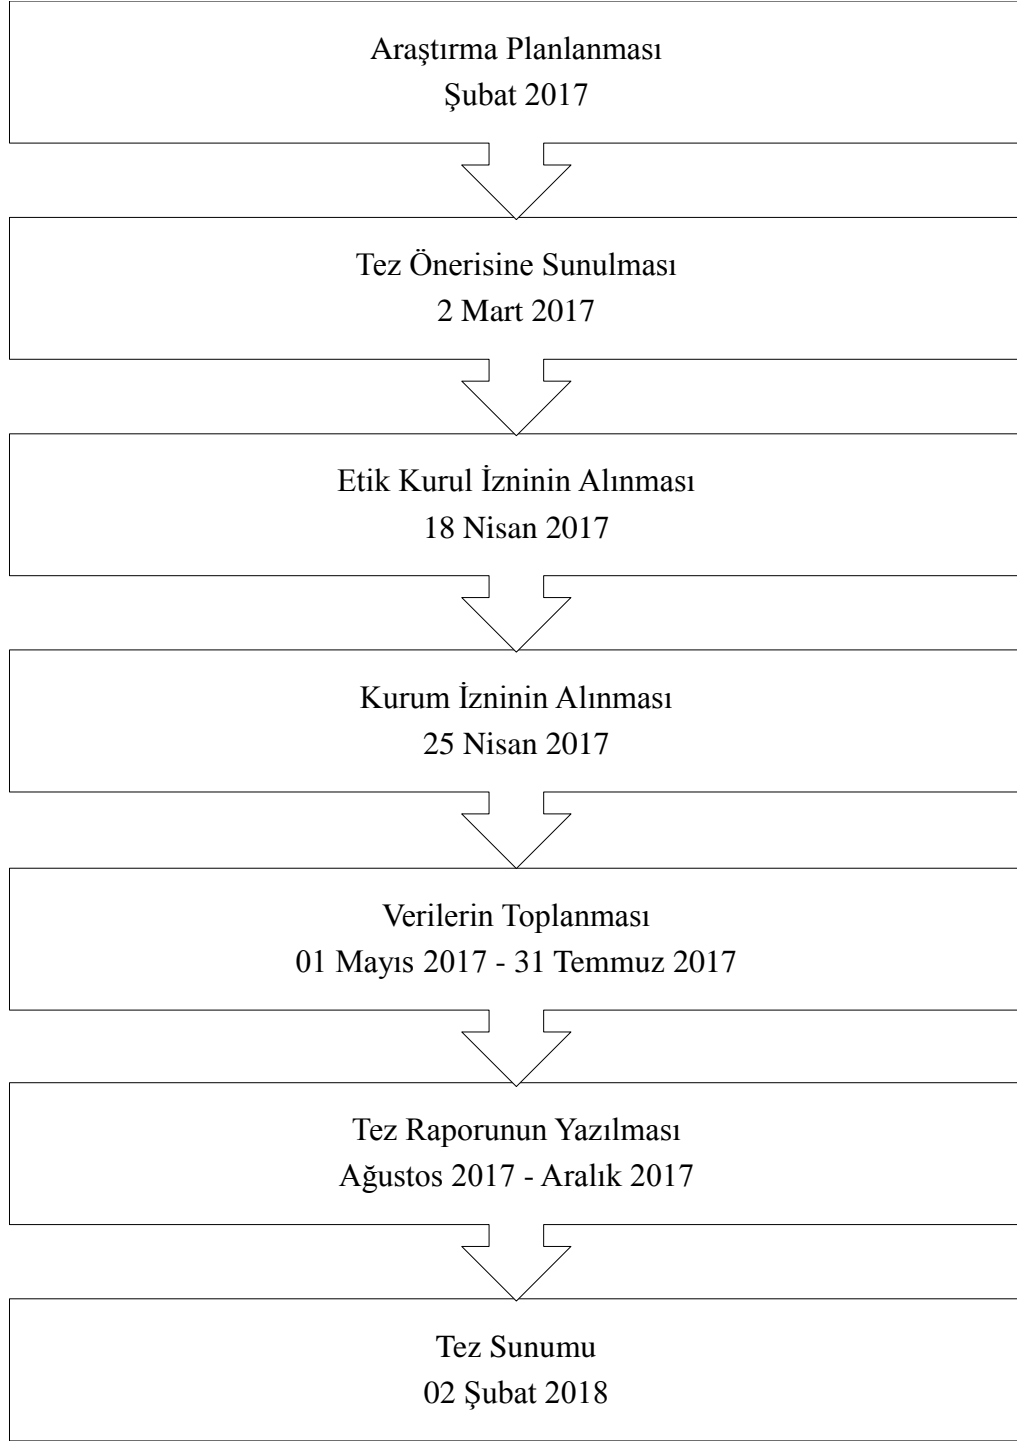 Araştırma Planlanması
Şubat 2017
Tez Önerisine Sunulması
2 Mart 2017
Etik Kurul İzninin Alınması
18 Nisan 2017
Kurum İzninin Alınması
25 Nisan 2017
Verilerin Toplanması
01 Mayıs 2017 - 31 Temmuz 2017
Tez Raporunun Yazılması
Ağustos 2017 - Aralık 2017
Tez Sunumu
02 Şubat 2018